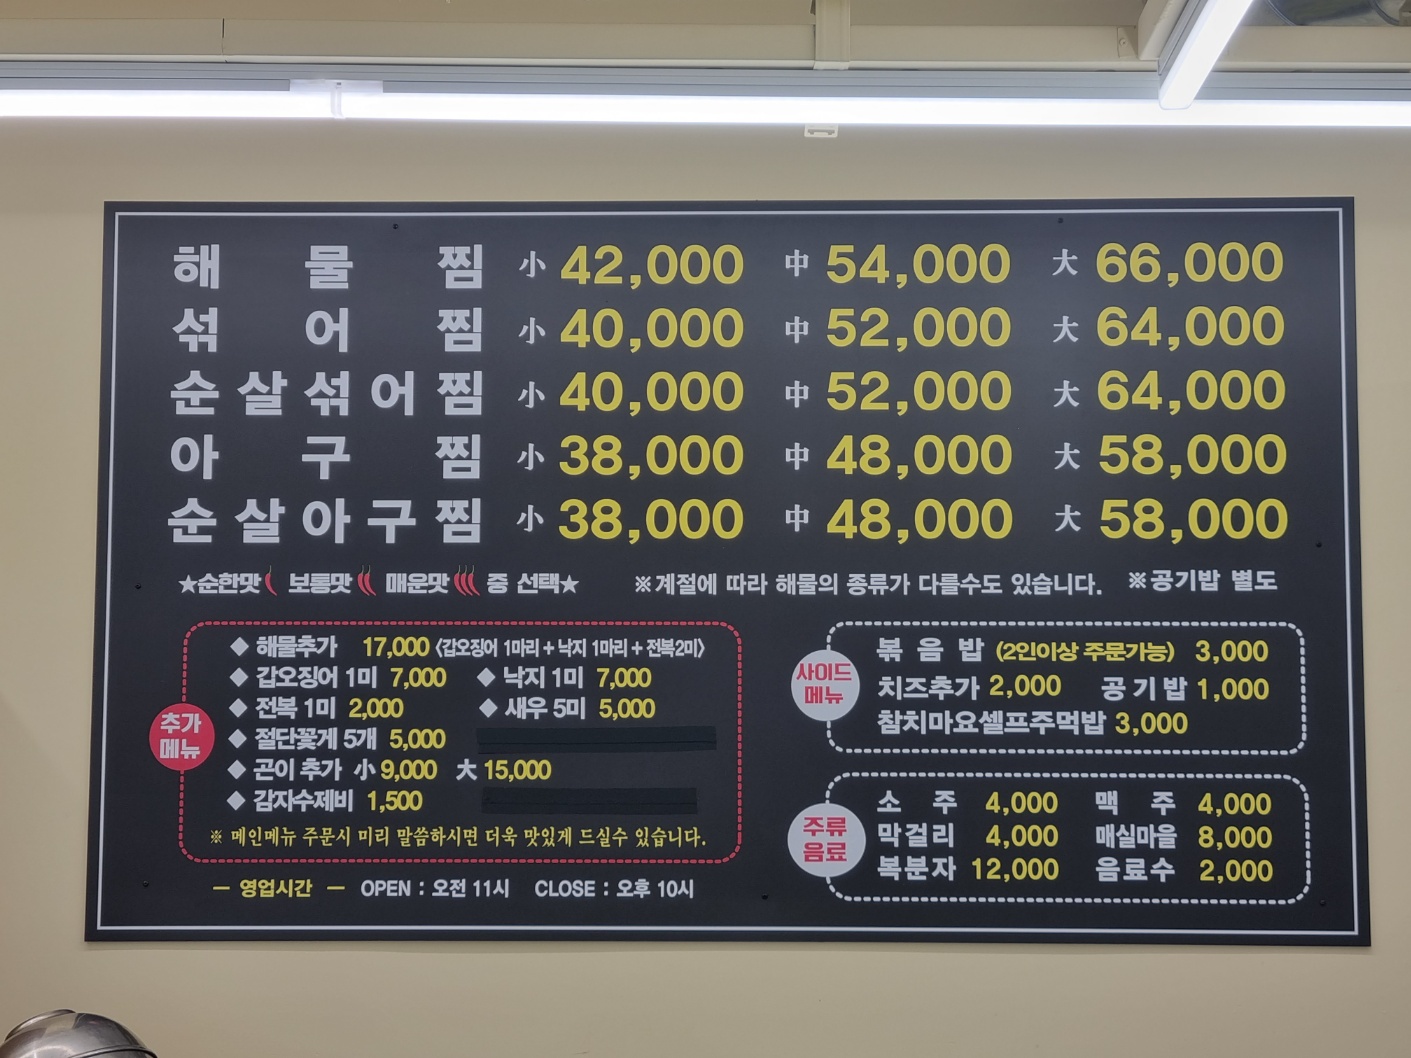 해물찜 小 42,000 中 54,000 大 66,000
섞어찜 小 40,000 中 52,000 大 64,000
순살섞어찜 小 40,000 中 52,000 大 64,000
아구찜 小 38,000 中 48,000 大 58,000
순살아구찜 小 38,000 中 48,000 大 58,000
★순한맛 보통맛 매운맛 중 선택★ ※계절에 따라 해물의 종류가 다를수도 있습니다. ※공기밥 별도
추가
메뉴
◆ 해물추가 17,000 〈갑오징어 1마리 + 낙지 1마리 + 전복2미〉
◆ 갑오징어 1미 7,000 ◆ 낙지 1미 7,000
◆ 전복 1미 2,000 ◆ 새우 5미 5,000
◆ 절단꽃게 5개 5,000
◆ 곤이 추가 小 9,000 大 15,000
◆ 감자수제비 1,500
※ 메인메뉴 주문시 미리 말씀하시면 더욱 맛있게 드실수 있습니다.
─ 영업시간 ─ OPEN : 오전 11시 CLOSE : 오후 10시
사이드
메뉴
볶음밥 (2인이상 주문가능) 3,000
치즈추가 2,000 공기밥 1,000
참치마요셀프주먹밥 3,000
주류
음료
소주 4,000 맥주 4,000
막걸리 4,000 매실마을 8,000
복분자 12,000 음료수 2,000